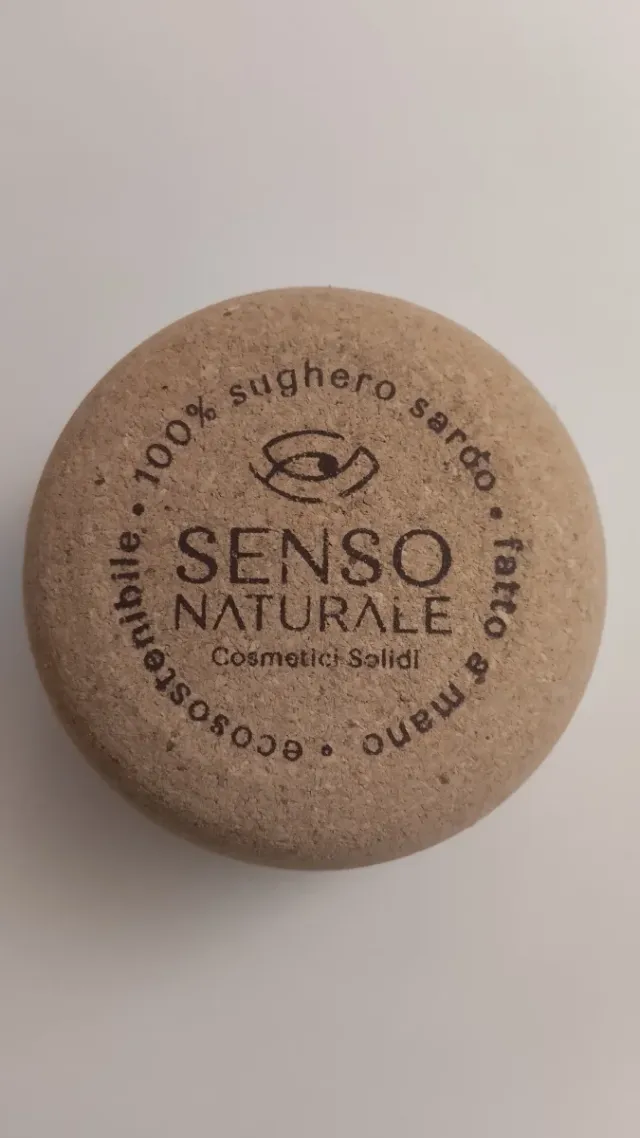 100% sughero sardo • fatto a mano • ecosostenibile •
SENSO
NATURALE
Cosmetici Solidi